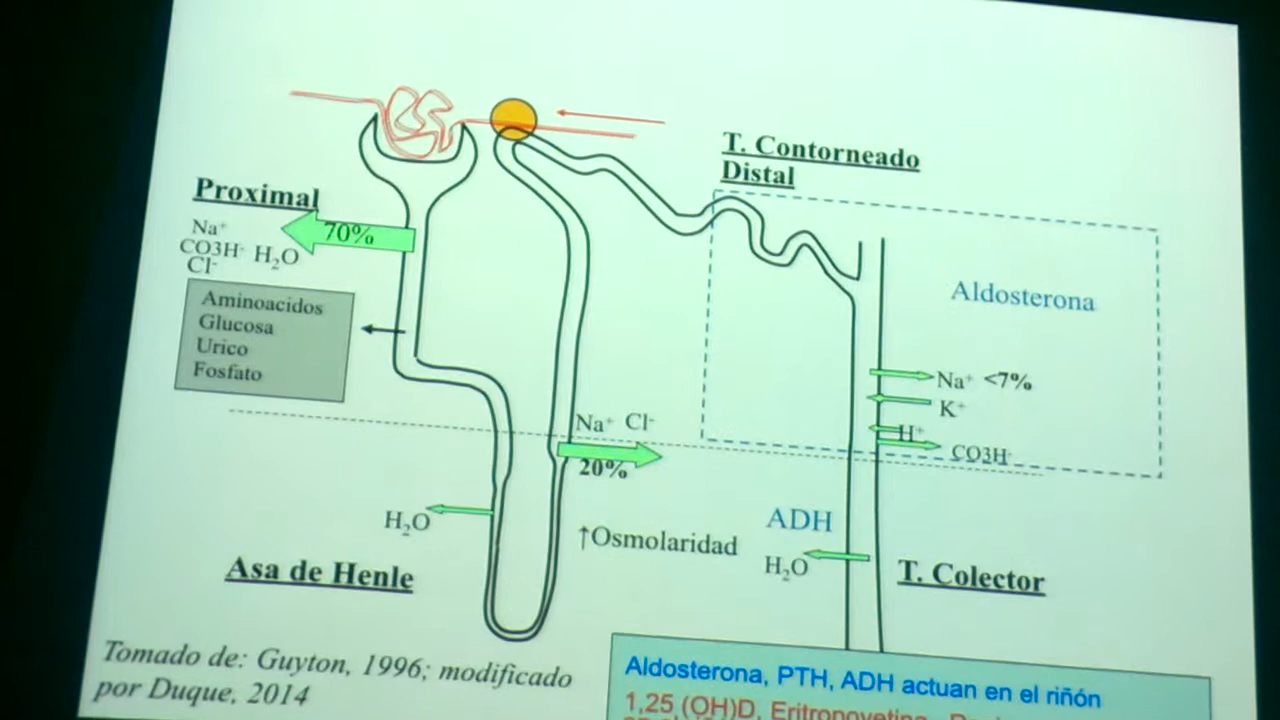 T. Contorneado
Distal
Proximal
70%
Na⁺
CO3H⁻ H₂O
Cl⁻
Aminoacidos
Glucosa
Urico
Fosfato
Aldosterona
Na⁺ <7%
K⁺
H⁺
CO3H⁻
Na⁺ Cl⁻
20%
H₂O
↑Osmolaridad
ADH
H₂O
Asa de Henle
T. Colector
Tomado de: Guyton, 1996; modificado
por Duque, 2014
Aldosterona, PTH, ADH actuan en el riñón
1,25 (OH)D, Eritropoyetina